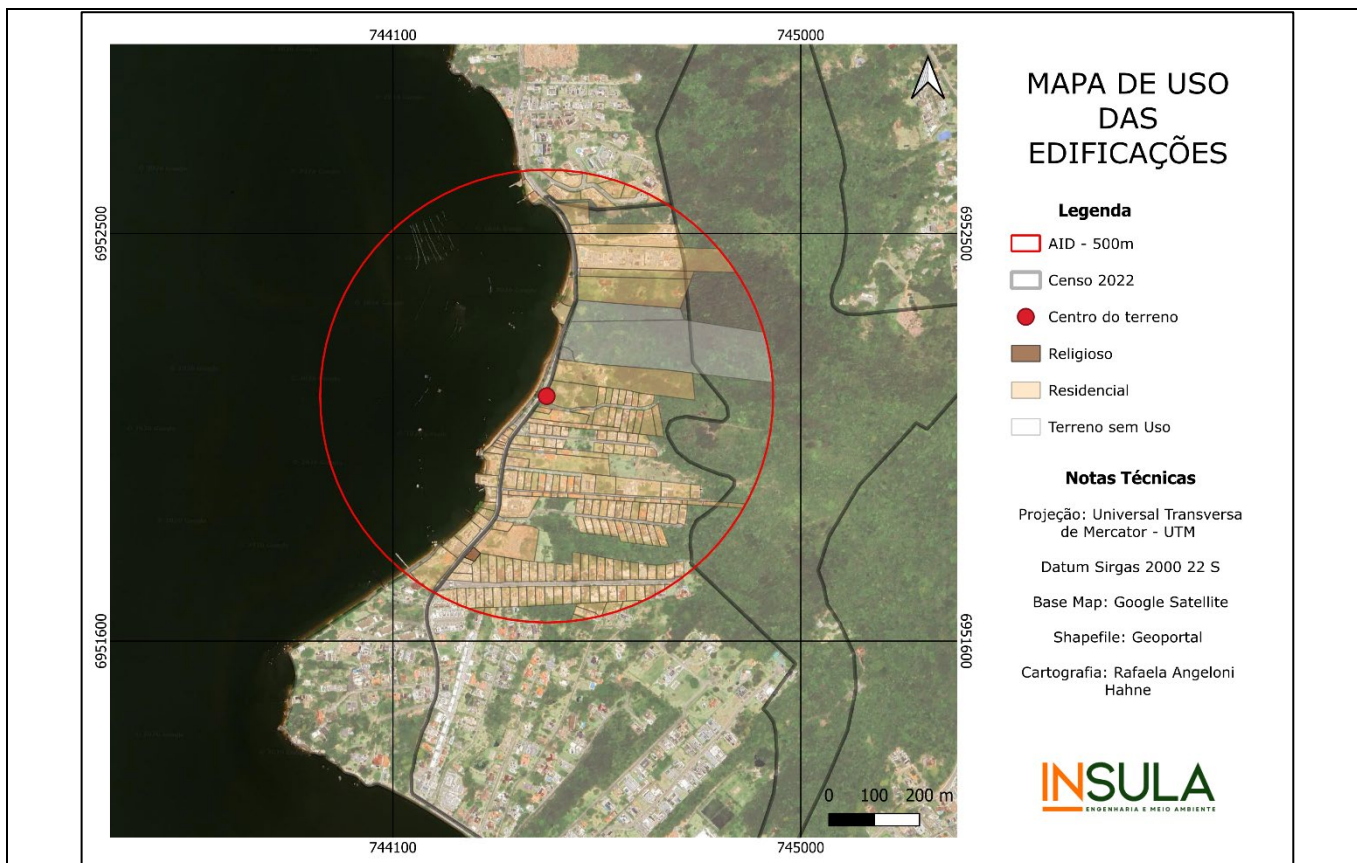 744100
745000
6952500
6952500
6951600
6951600
0 100 200 m
744100
745000
MAPA DE USO
DAS
EDIFICAÇÕES
Legenda
AID - 500m
Censo 2022
Centro do terreno
Religioso
Residencial
Terreno sem Uso
Notas Técnicas
Projeção: Universal Transversa
de Mercator - UTM
Datum Sirgas 2000 22 S
Base Map: Google Satellite
Shapefile: Geoportal
Cartografia: Rafaela Angeloni
Hahne
INSULA
ENGENHARIA E MEIO AMBIENTE